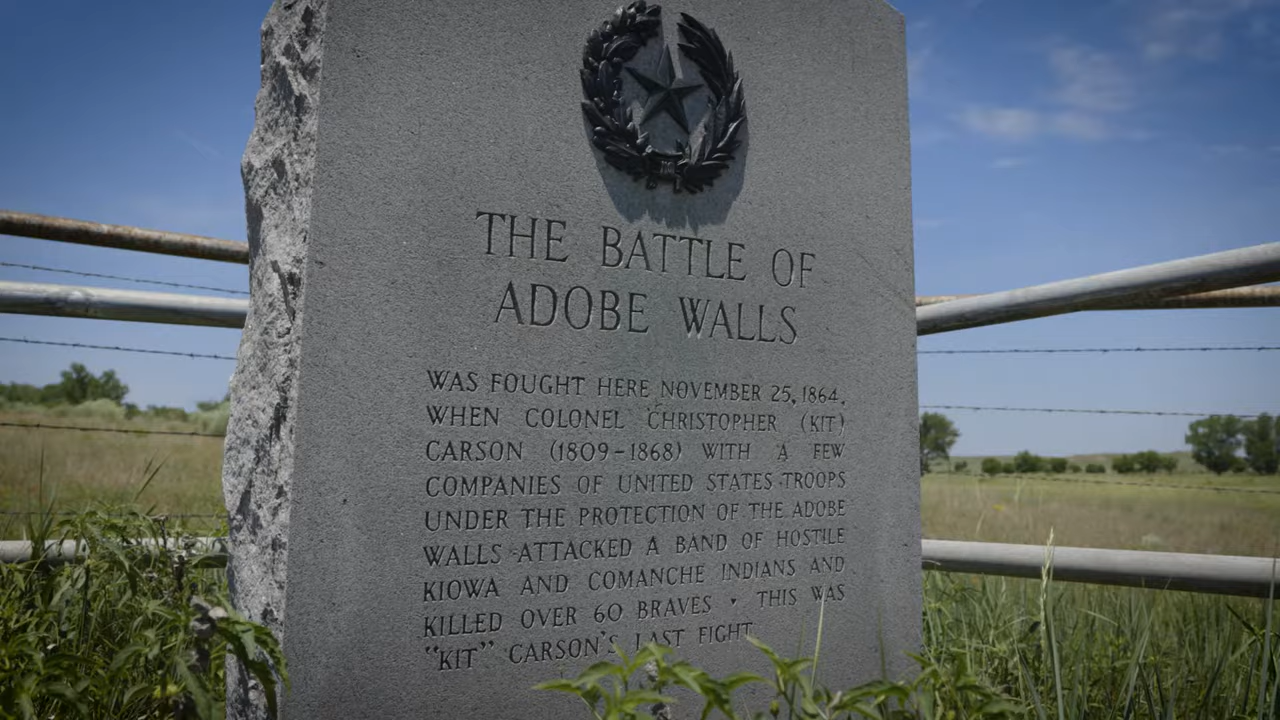 THE BATTLE OF
ADOBE WALLS
WAS FOUGHT HERE NOVEMBER 25, 1864,
WHEN COLONEL CHRISTOPHER (KIT)
CARSON (1809-1868) WITH A FEW
COMPANIES OF UNITED STATES TROOPS
UNDER THE PROTECTION OF THE ADOBE
WALLS ATTACKED A BAND OF HOSTILE
KIOWA AND COMANCHE INDIANS AND
KILLED OVER 60 BRAVES • THIS WAS
"KIT" CARSON'S LAST FIGHT